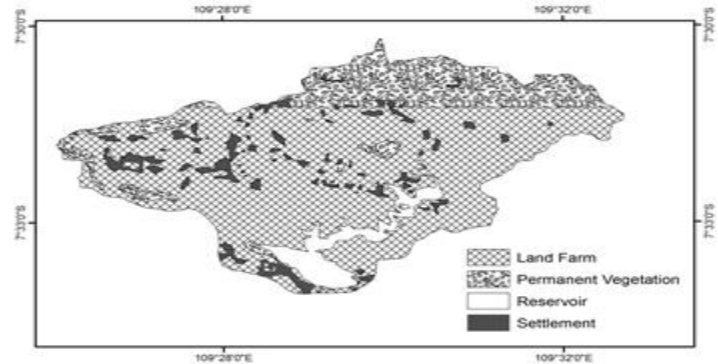 109°28'0"E 109°32'0"E
7°30'0"S 7°30'0"S
7°33'0"S 7°33'0"S
Land Farm
Permanent Vegetation
Reservoir
Settlement
109°28'0"E 109°32'0"E